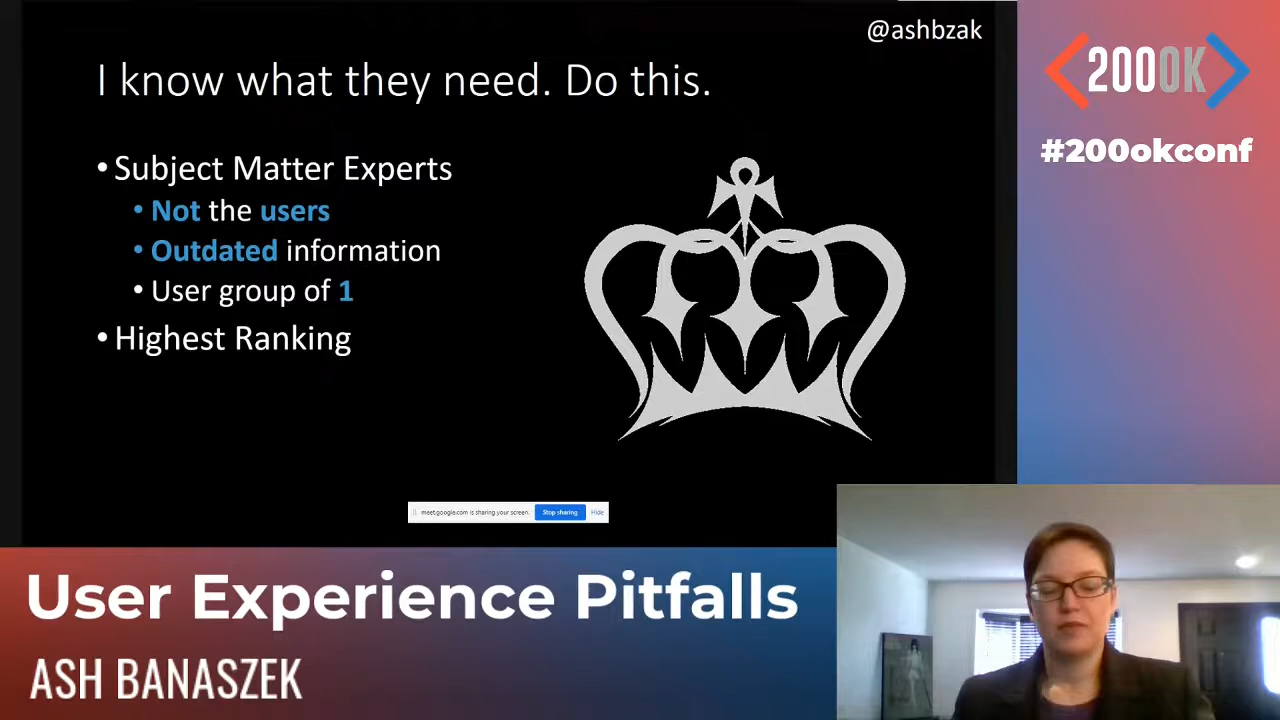 @ashbzak
I know what they need. Do this.
• Subject Matter Experts
• Not the users
• Outdated information
• User group of 1
• Highest Ranking
meet.google.com is sharing your screen. Stop sharing Hide
200OK
#200okconf
User Experience Pitfalls
ASH BANASZEK